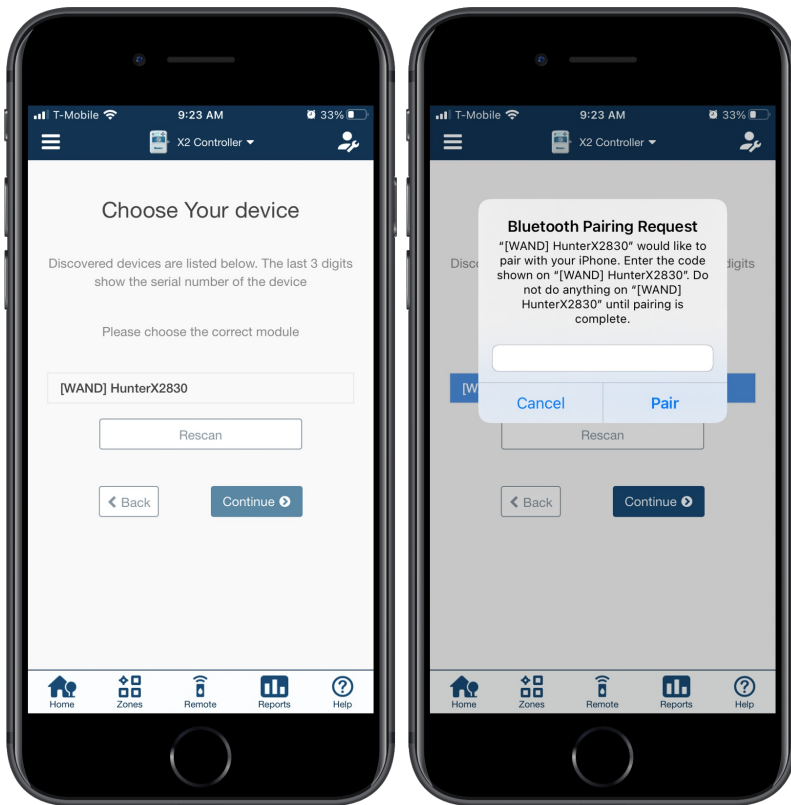 T-Mobile 9:23 AM 33%
X2 Controller
Choose Your device
Discovered devices are listed below. The last 3 digits
show the serial number of the device
Please choose the correct module
[WAND] HunterX2830
Rescan
Back Continue
Home Zones Remote Reports Help
T-Mobile 9:23 AM 33%
X2 Controller
Bluetooth Pairing Request
"[WAND] HunterX2830" would like to
pair with your iPhone. Enter the code
shown on "[WAND] HunterX2830". Do
not do anything on "[WAND]
HunterX2830" until pairing is
complete.
Disco digits
[W
Cancel Pair
Rescan
Back Continue
Home Zones Remote Reports Help